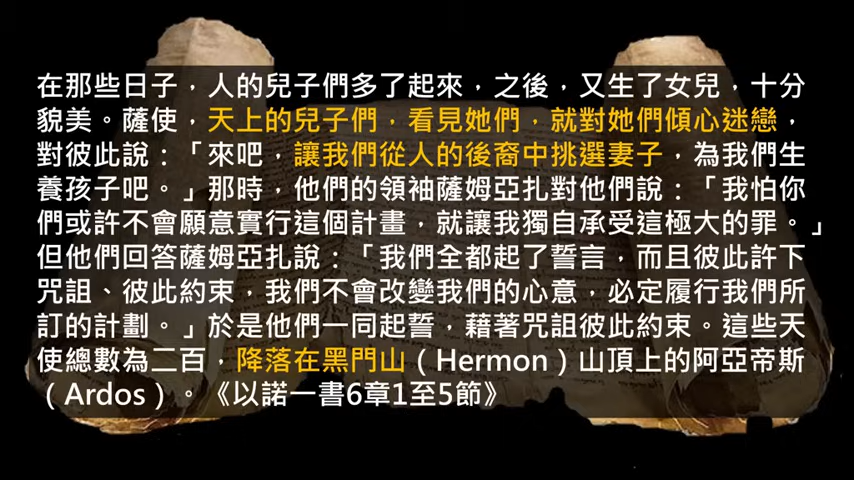 在那些日子，人的兒子們多了起來，之後，又生了女兒，十分
貌美。薩使，天上的兒子們，看見她們，就對她們傾心迷戀，
對彼此說：「來吧，讓我們從人的後裔中挑選妻子，為我們生
養孩子吧。」那時，他們的領袖薩姆亞扎對他們說：「我怕你
們或許不會願意實行這個計畫，就讓我獨自承受這極大的罪。」
但他們回答薩姆亞扎說：「我們全都起了誓言，而且彼此許下
咒詛、彼此約束，我們不會改變我們的心意，必定履行我們所
訂的計劃。」於是他們一同起誓，藉著咒詛彼此約束。這些天
使總數為二百，降落在黑門山（Hermon）山頂上的阿亞帝斯
（Ardos）。《以諾一書6章1至5節》